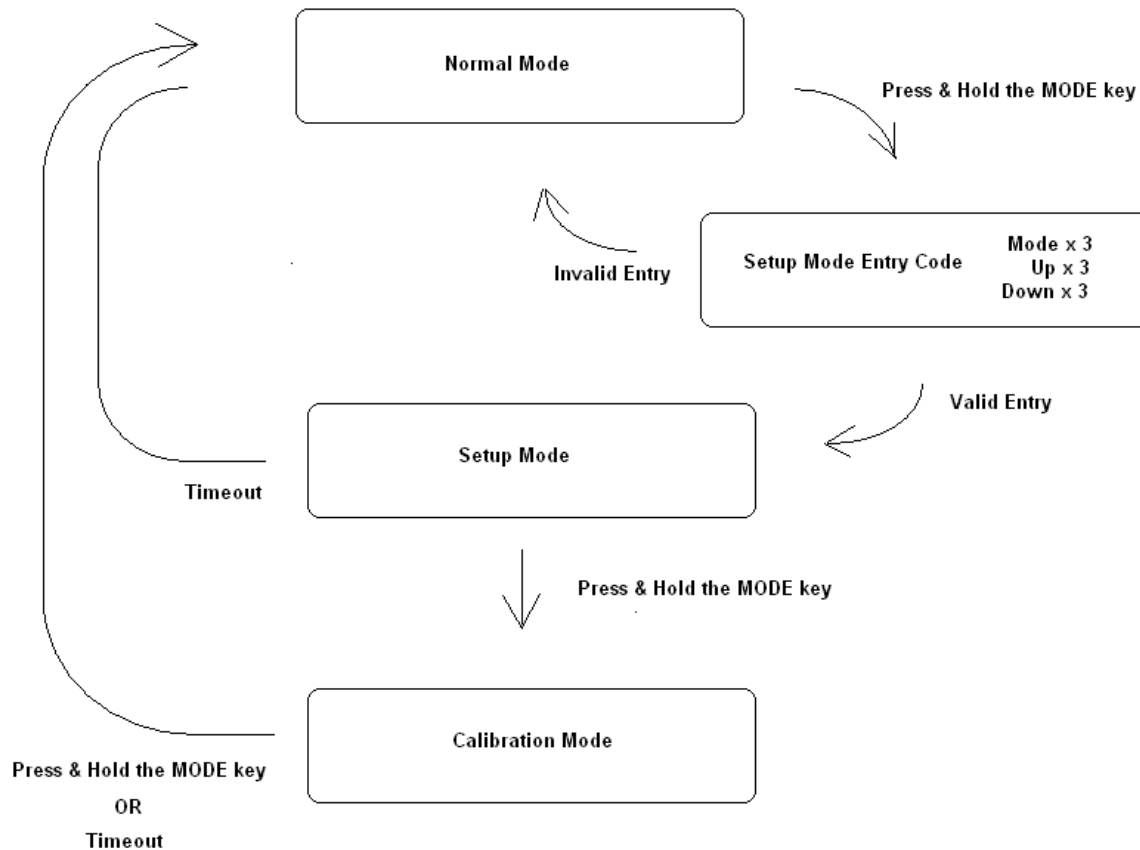 Normal Mode
Press & Hold the MODE key
Setup Mode Entry Code
Mode x 3
Up x 3
Down x 3
Invalid Entry
Valid Entry
Setup Mode
Timeout
Press & Hold the MODE key
Calibration Mode
Press & Hold the MODE key
OR
Timeout